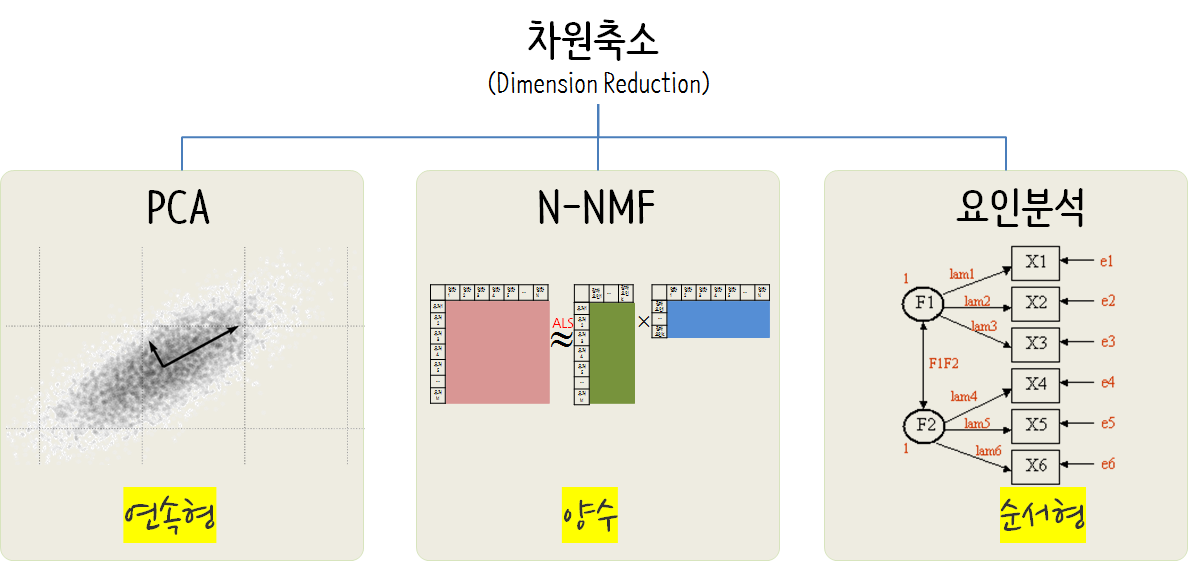 차원축소
(Dimension Reduction)
PCA
연속형
N-NMF
ALS
≈
×
양수
요인분석
1
F1
lam1
lam2
lam3
X1
X2
X3
e1
e2
e3
F1F2
F2
1
lam4
lam5
lam6
X4
X5
X6
e4
e5
e6
순서형